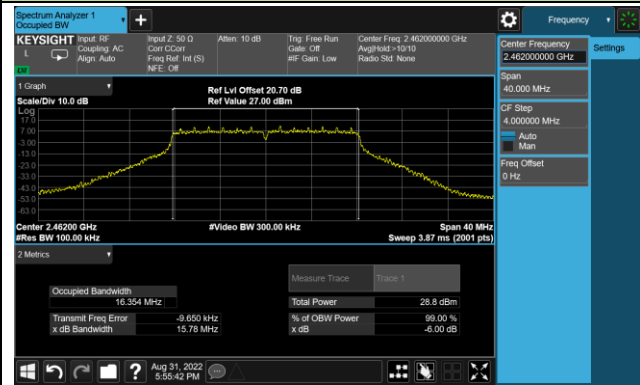 Spectrum Analyzer 1
Occupied BW
+
Frequency
KEYSIGHT
L
LNI
Input: RF
Coupling: AC
Align: Auto
Input Z: 50 Ω
Corr CCorr
Freq Ref: Int (S)
NFE: Off
Atten: 10 dB
Trig: Free Run
Gate: Off
#IF Gain: Low
Center Freq: 2.462000000 GHz
Avg|Hold:>10/10
Radio Std: None
Center Frequency
2.462000000 GHz
Settings
Span
40.000 MHz
CF Step
4.000000 MHz
Auto
Man
Freq Offset
0 Hz
1 Graph
Scale/Div 10.0 dB
Ref Lvl Offset 20.70 dB
Ref Value 27.00 dBm
Log
17.0
7.00
-3.00
-13.0
-23.0
-33.0
-43.0
-53.0
-63.0
Center 2.46200 GHz
#Video BW 300.00 kHz
Span 40 MHz
#Res BW 100.00 kHz
Sweep 3.87 ms (2001 pts)
2 Metrics
Measure Trace
Trace 1
Occupied Bandwidth
16.354 MHz
Total Power
28.8 dBm
Transmit Freq Error
-9.650 kHz
% of OBW Power
99.00 %
x dB Bandwidth
15.78 MHz
x dB
-6.00 dB
?
Aug 31, 2022
5:55:42 PM